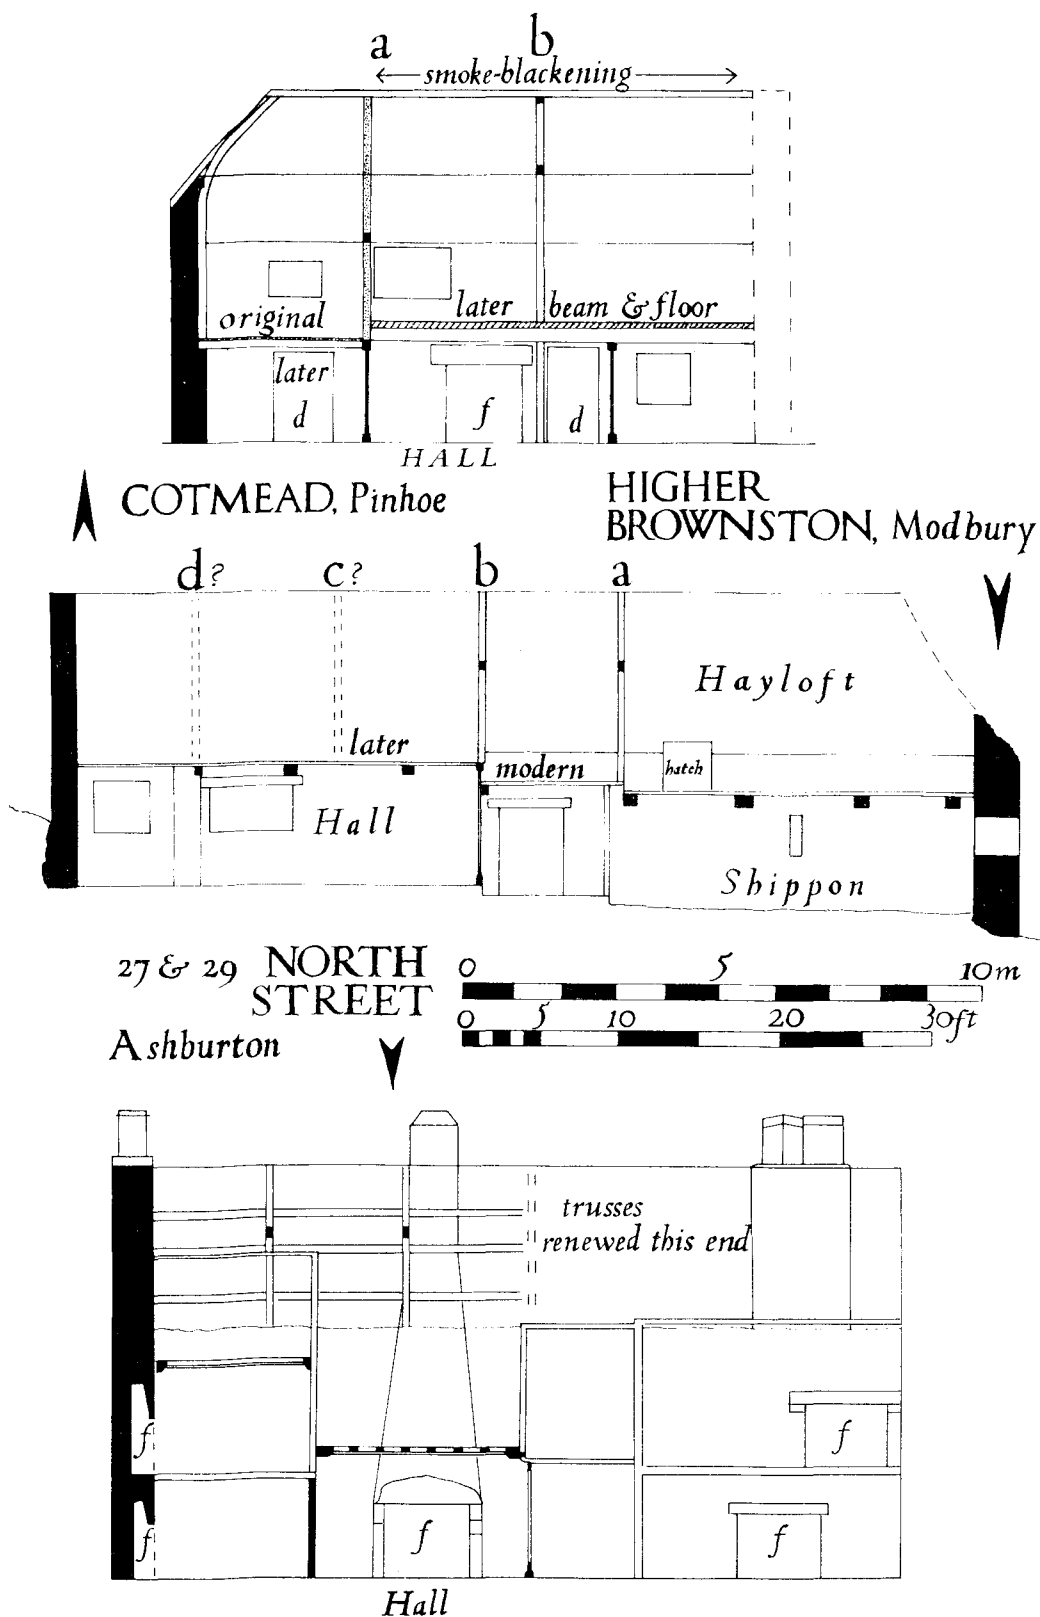 a b
smoke-blackening
later beam & floor
original
later
d f d
HALL
COTMEAD, Pinhoe
HIGHER
BROWNSTON, Modbury
d? c? b a
Hayloft
later
modern
hatch
Hall
Shippon
27 & 29 NORTH
STREET
Ashburton
0 5 10m
0 5 10 20 30ft
trusses
renewed this end
f f
f f f
Hall